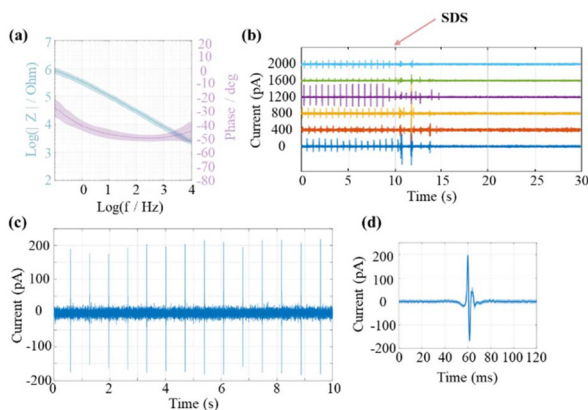 SDS
(a)
7
6
5
4
3
2
Log(| Z | / Ohm)
20
10
0
-10
-20
-30
-40
-50
-60
-70
-80
Phase / deg
0 1 2 3 4
Log(f / Hz)
(b)
2000
1600
1200
800
400
0
Current (pA)
0 5 10 15 20 25 30
Time (s)
(c)
200
100
0
-100
-200
Current (pA)
0 2 4 6 8 10
Time (s)
(d)
200
100
0
-100
-200
Current (pA)
0 20 40 60 80 100 120
Time (ms)